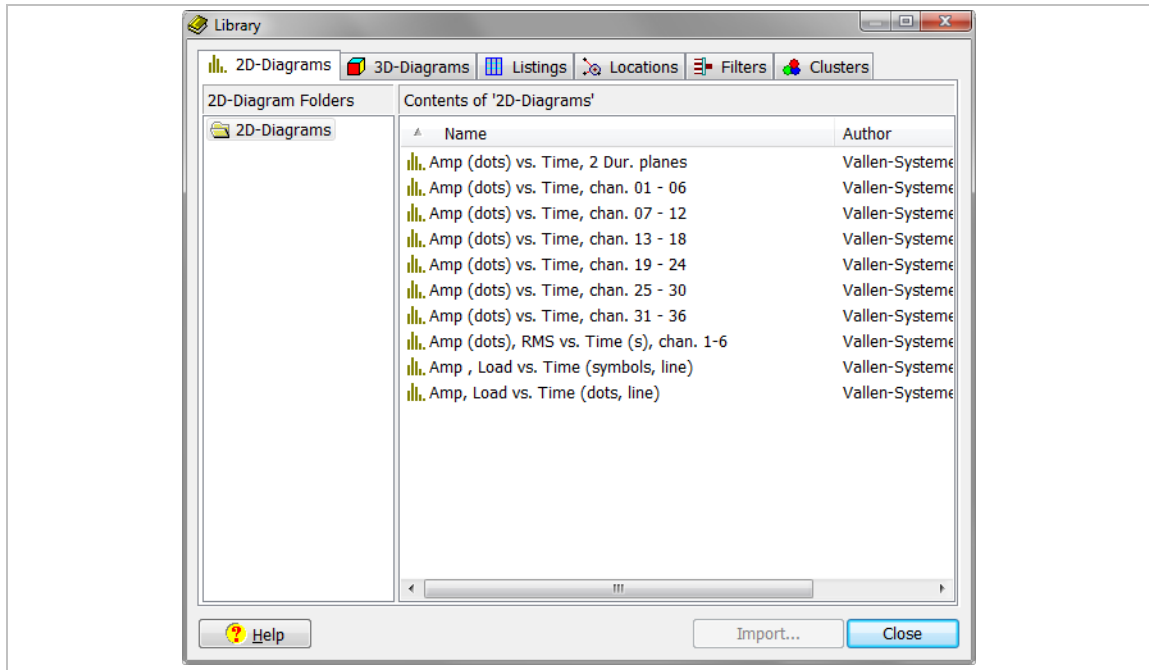 Library
2D-Diagrams 3D-Diagrams Listings Locations Filters Clusters
2D-Diagram Folders Contents of '2D-Diagrams'
2D-Diagrams Name Author
Amp (dots) vs. Time, 2 Dur. planes Vallen-Systeme
Amp (dots) vs. Time, chan. 01 - 06 Vallen-Systeme
Amp (dots) vs. Time, chan. 07 - 12 Vallen-Systeme
Amp (dots) vs. Time, chan. 13 - 18 Vallen-Systeme
Amp (dots) vs. Time, chan. 19 - 24 Vallen-Systeme
Amp (dots) vs. Time, chan. 25 - 30 Vallen-Systeme
Amp (dots) vs. Time, chan. 31 - 36 Vallen-Systeme
Amp (dots), RMS vs. Time (s), chan. 1-6 Vallen-Systeme
Amp , Load vs. Time (symbols, line) Vallen-Systeme
Amp, Load vs. Time (dots, line) Vallen-Systeme
Help Import... Close